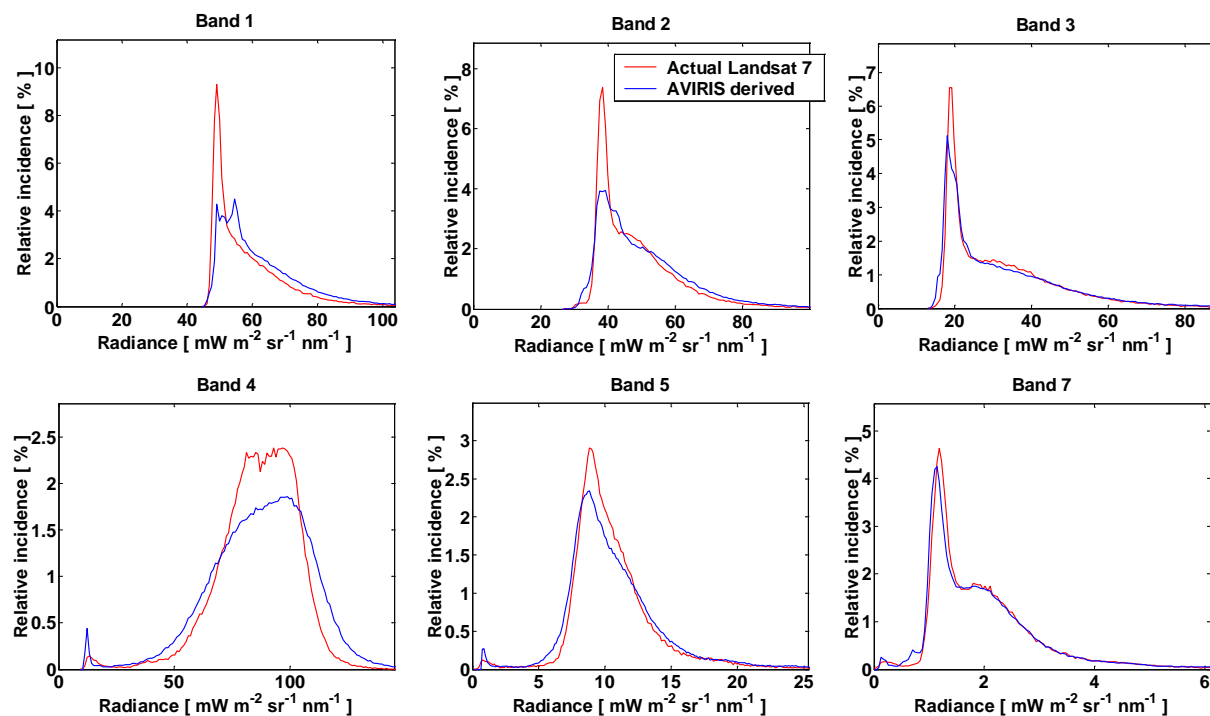 Band 1
Relative incidence [ % ]
10
8
6
4
2
0
0 20 40 60 80 100
Radiance [ mW m-2 sr-1 nm-1 ]
Band 2
Actual Landsat 7
AVIRIS derived
Relative incidence [ % ]
8
6
4
2
0
0 20 40 60 80
Radiance [ mW m-2 sr-1 nm-1 ]
Band 3
Relative incidence [ % ]
7
6
5
4
3
2
1
0
0 20 40 60 80
Radiance [ mW m-2 sr-1 nm-1 ]
Band 4
Relative incidence [ % ]
2.5
2
1.5
1
0.5
0
0 50 100
Radiance [ mW m-2 sr-1 nm-1 ]
Band 5
Relative incidence [ % ]
3
2.5
2
1.5
1
0.5
0
0 5 10 15 20 25
Radiance [ mW m-2 sr-1 nm-1 ]
Band 7
Relative incidence [ % ]
5
4
3
2
1
0
0 2 4 6
Radiance [ mW m-2 sr-1 nm-1 ]